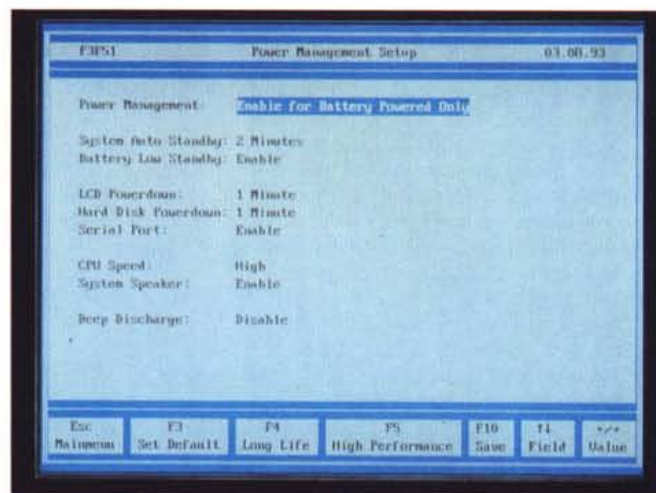 Power Management Setup 03.08.93
Power Management: Enable for Battery Powered Only
System Auto Standby: 2 Minutes
Battery Low Standby: Enable
LCD Powerdown: 1 Minute
Hard Disk Powerdown: 1 Minute
Serial Port: Enable
CPU Speed: High
System Speaker: Enable
Deep Discharge: Disable
Esc F3 F4 F5 F10 ↑↓
Mainmenu Set Default Long Life High Performance Save Field Value